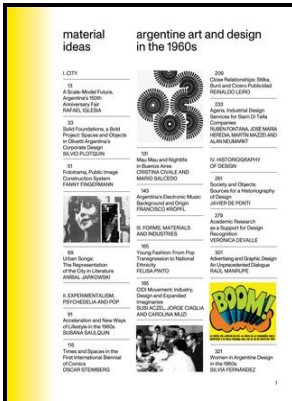 material
ideas
argentine art and design
in the 1960s
I. CITY
13
A Scale-Model Future,
Argentina's 150th
Anniversary Fair
RAFAEL IGLESIA
33
Bold Foundations, a Bold
Project: Spaces and Objects
in Olivetti Argentina's
Corporate Design
SILVIO PLOTQUIN
51
Fototrama, Public Image
Construction System
FANNY FINGERMANN
69
Urban Songs:
The Representation
of the City in Literature
ANÍBAL JARKOWSKI
II. EXPERIMENTALISM,
PSYCHEDELIA AND POP
91
Acceleration and New Ways
of Lifestyle in the 1960s
SUSANA SAULQUIN
115
Times and Spaces in the
First International Biennial
of Comics
OSCAR STEIMBERG
131
Mau Mau and Nightlife
in Buenos Aires
CRISTINA CIVALE AND
MARIO SALCEDO
143
Argentina's Electronic Music:
Background and Origin
FRANCISCO KRÖPFL
III. FORMS, MATERIALS
AND INDUSTRIES
165
Young Fashion: From Pop
Transgression to National
Ethnicity
FELISA PINTO
185
CIDI Movement: Industry,
Design and Expanded
Imaginaries
SUSI ACZEL, JORGE CAGLIA
AND CAROLINA MUZI
209
Close Relationships: Stilka,
Buró and Cicero Publicidad
REINALDO LEIRO
233
Agens, Industrial Design
Services for Siam Di Tella
Companies
RUBÉN FONTANA, JOSÉ MARÍA
HEREDIA, MARTÍN MAZZEI AND
ALAN NEUMARKT
IV. HISTORIOGRAPHY
OF DESIGN
261
Society and Objects:
Sources for a Historiography
of Design
JAVIER DE PONTI
279
Academic Research
as a Support for Design
Recognition
VERÓNICA DEVALLE
301
Advertising and Graphic Design
An Unprecedented Dialogue
RAÚL MANRUPE
BOOM!
321
Women in Argentine Design
in the 1960s
SILVIA FERNÁNDEZ
1